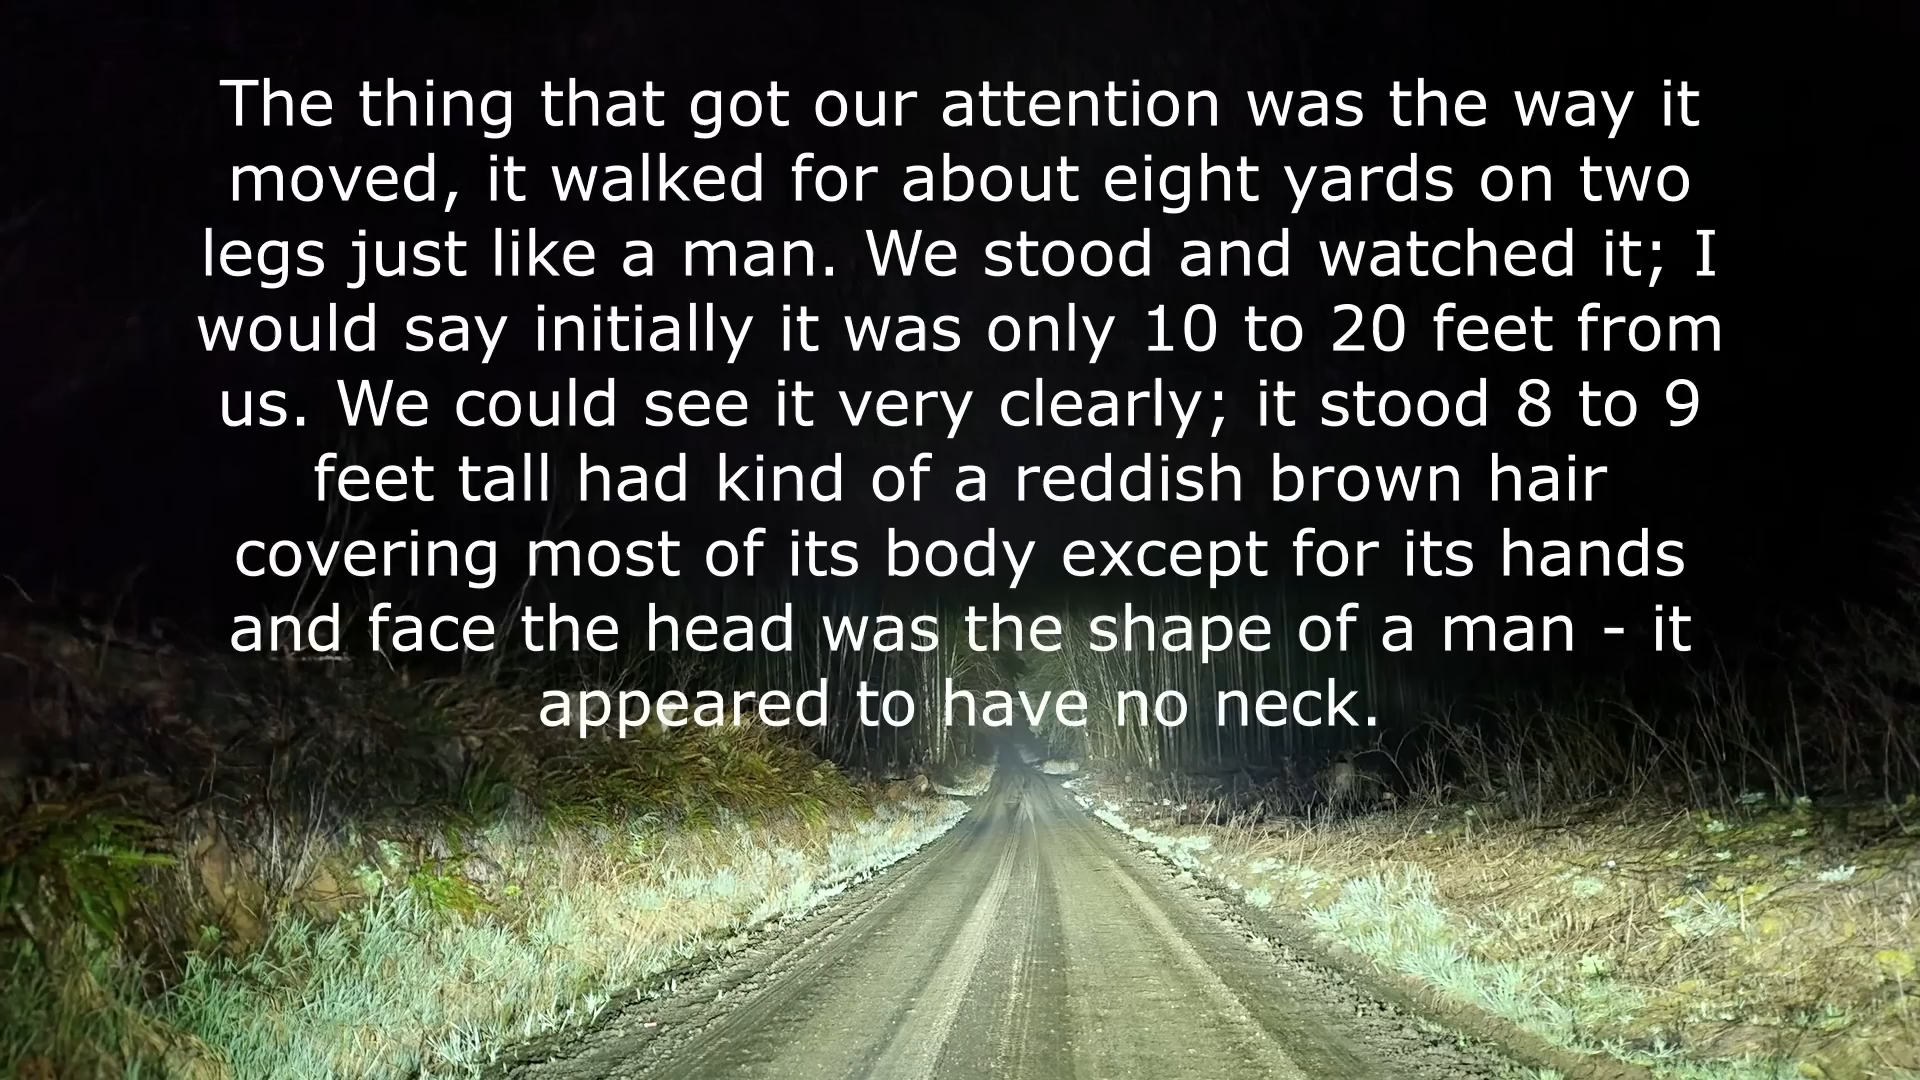 The thing that got our attention was the way it
moved, it walked for about eight yards on two
legs just like a man. We stood and watched it; I
would say initially it was only 10 to 20 feet from
us. We could see it very clearly; it stood 8 to 9
feet tall had kind of a reddish brown hair
covering most of its body except for its hands
and face the head was the shape of a man - it
appeared to have no neck.